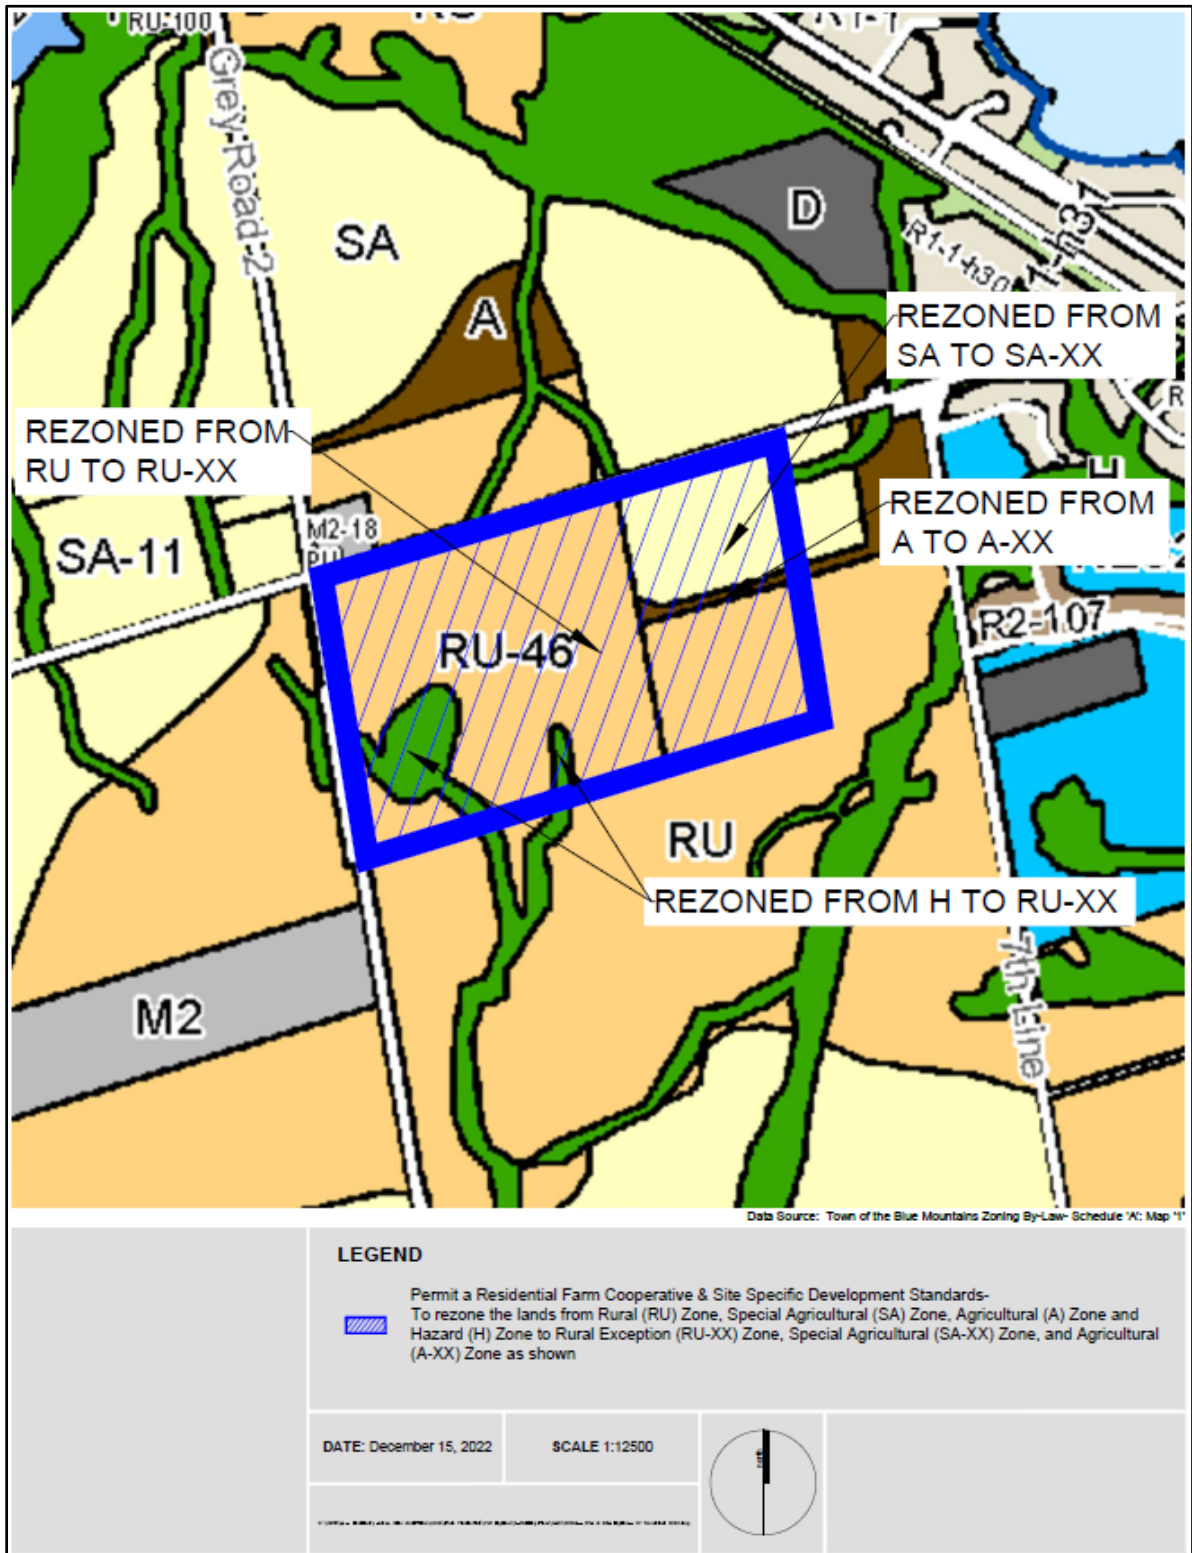 RU-100
Grey Road 2
SA
D
A
R1-1-h30
REZONED FROM
SA TO SA-XX
REZONED FROM
RU TO RU-XX
REZONED FROM
A TO A-XX
M2-18
RU
SA-11
H
RU-46
R2-107
RU
REZONED FROM H TO RU-XX
7th Line
M2
Data Source: Town of the Blue Mountains Zoning By-Law- Schedule 'A': Map '1'
LEGEND
Permit a Residential Farm Cooperative & Site Specific Development Standards-
To rezone the lands from Rural (RU) Zone, Special Agricultural (SA) Zone, Agricultural (A) Zone and
Hazard (H) Zone to Rural Exception (RU-XX) Zone, Special Agricultural (SA-XX) Zone, and Agricultural
(A-XX) Zone as shown
DATE: December 15, 2022
SCALE 1:12500
north